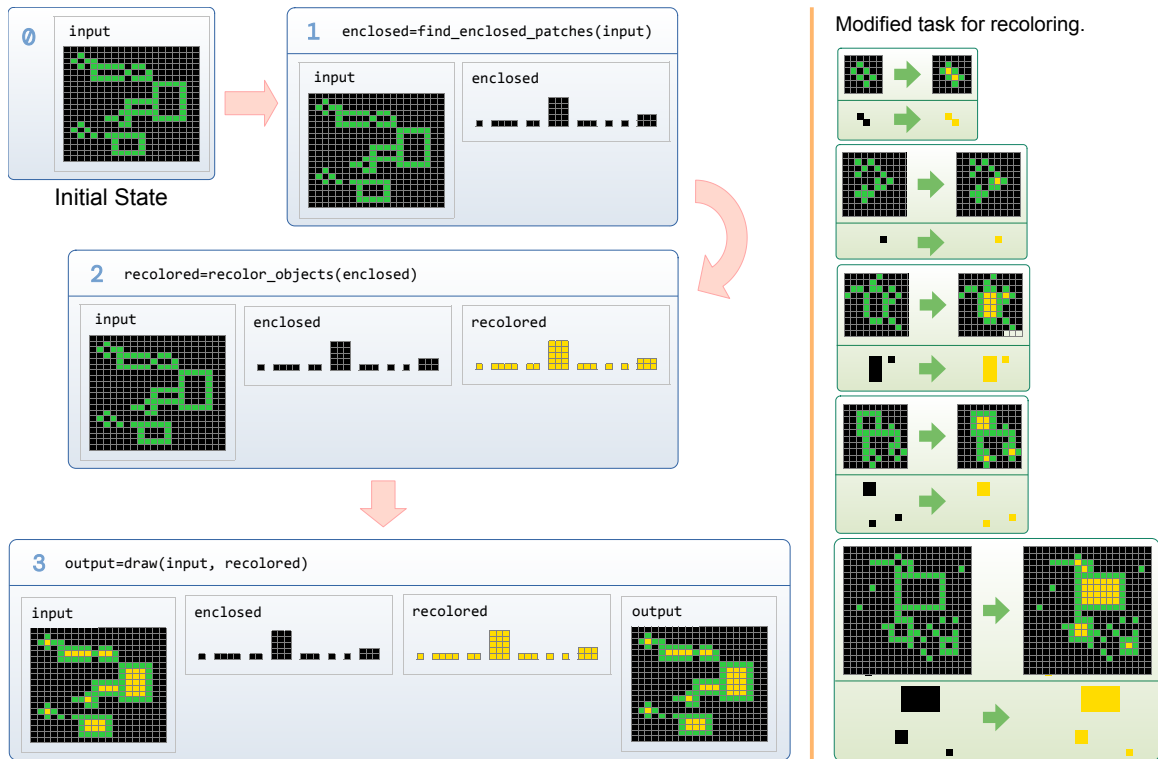 0
input
Initial State
1 enclosed=find_enclosed_patches(input)
input
enclosed
2 recolored=recolor_objects(enclosed)
input
enclosed
recolored
3 output=draw(input, recolored)
input
enclosed
recolored
output
Modified task for recoloring.